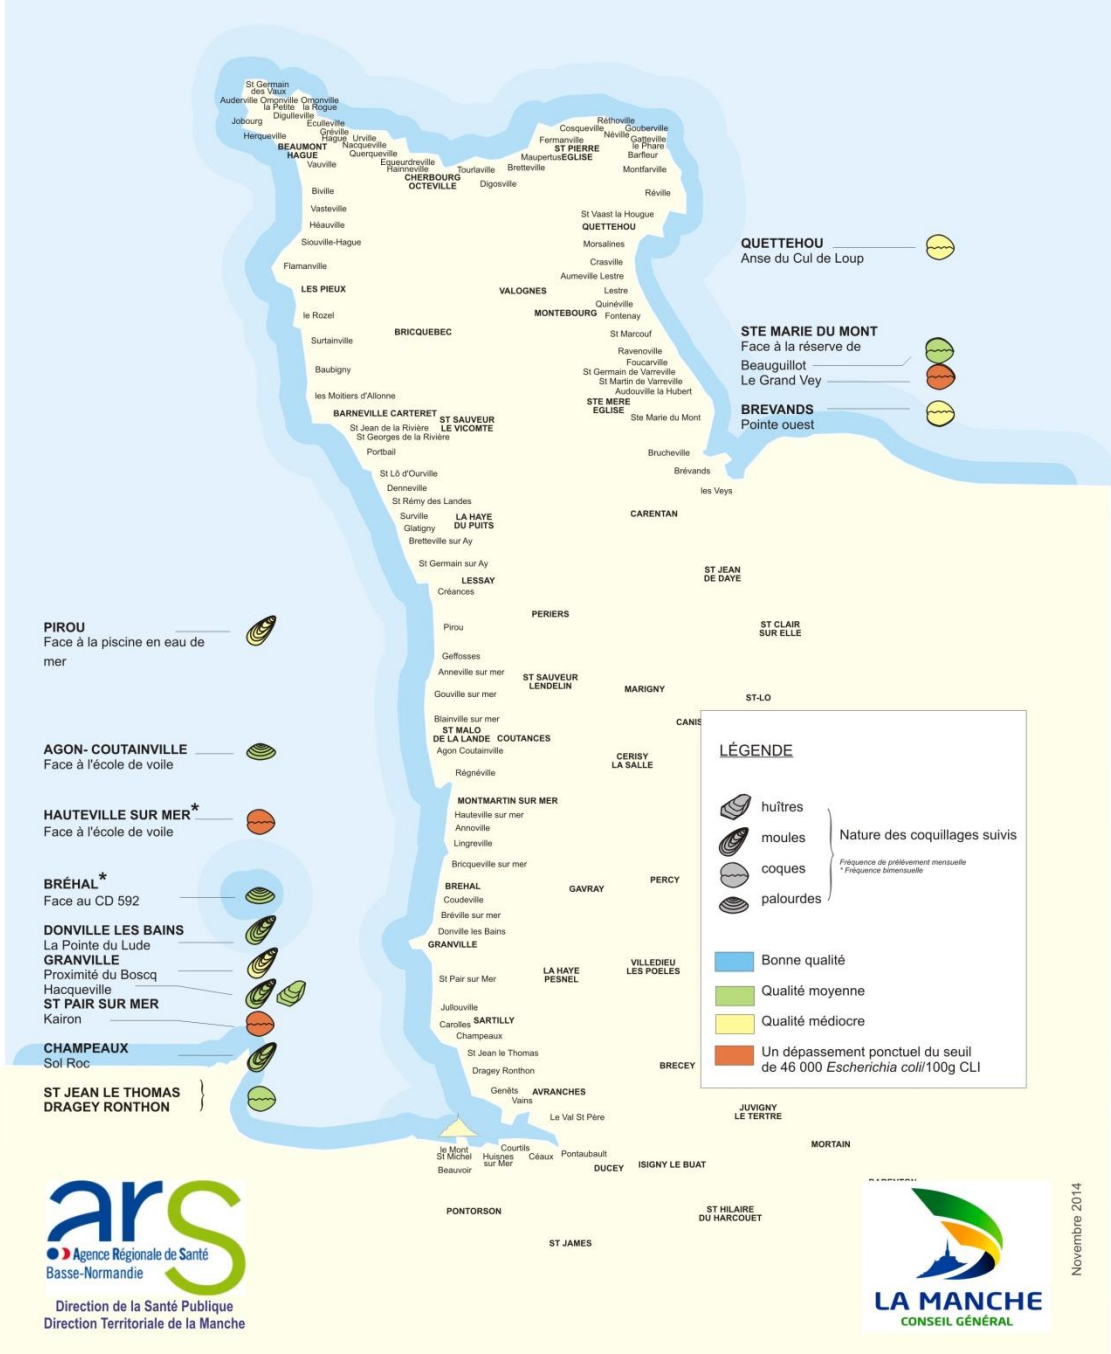 St Germain
des Vaux
Auderville Omonville Omonville
la Petite la Rogue
Digulleville
Jobourg
Eculleville
Herqueville
Gréville
Hague Urville
Nacqueville
BEAUMONT
HAGUE
Querqueville
Vauville
Equeurdreville
Hainneville
CHERBOURG
OCTEVILLE
Tourlaville
Digosville
Bretteville
Maupertus
Fermanville
Cosqueville
Réthoville
Néville
Gouberville
Gatteville
le Phare
ST PIERRE
EGLISE
Barfleur
Montfarville
Réville
Biville
Vasteville
Héauville
Siouville-Hague
Flamanville
LES PIEUX
le Rozel
Surtainville
Baubigny
les Moitiers d'Allonne
BARNEVILLE CARTERET
St Jean de la Rivière
St Georges de la Rivière
Portbail
ST SAUVEUR
LE VICOMTE
BRICQUEBEC
VALOGNES
MONTEBOURG
St Vaast la Hougue
QUETTEHOU
Morsalines
Crasville
Aumeville Lestre
Lestre
Quinéville
Fontenay
St Marcouf
Ravenoville
Foucarville
St Germain de Varreville
St Martin de Varreville
Audouville la Hubert
STE MERE
EGLISE
Ste Marie du Mont
Brucheville
Brévands
les Veys
CARENTAN
QUETTEHOU
Anse du Cul de Loup
STE MARIE DU MONT
Face à la réserve de
Beauguillot
Le Grand Vey
BREVANDS
Pointe ouest
St Lô d'Ourville
Denneville
St Rémy des Landes
Surville
Glatigny
LA HAYE
DU PUITS
Bretteville sur Ay
St Germain sur Ay
LESSAY
Créances
Pirou
Geffosses
Anneville sur mer
Gouville sur mer
Blainville sur mer
ST MALO
DE LA LANDE
COUTANCES
Agon Coutainville
Régnéville
PERIERS
ST SAUVEUR
LENDELIN
MARIGNY
ST JEAN
DE DAYE
ST CLAIR
SUR ELLE
ST-LO
CANIS
CERISY
LA SALLE
MONTMARTIN SUR MER
Hauteville sur mer
Annoville
Lingreville
Bricqueville sur mer
BREHAL
Coudeville
Bréville sur mer
Donville les Bains
GRANVILLE
GAVRAY
PERCY
St Pair sur Mer
LA HAYE
PESNEL
VILLEDIEU
LES POELES
Jullouville
Carolles
SARTILLY
Champeaux
St Jean le Thomas
Dragey Ronthon
Genêts
Vains
AVRANCHES
Le Val St Père
BRECEY
JUVIGNY
LE TERTRE
MORTAIN
le Mont
St Michel
Beauvoir
Huisnes
sur Mer
Courtils
Céaux
Pontaubault
DUCEY
ISIGNY LE BUAT
PONTORSON
ST JAMES
ST HILAIRE
DU HARCOUET
PIROU
Face à la piscine en eau de
mer
AGON- COUTAINVILLE
Face à l'école de voile
HAUTEVILLE SUR MER*
Face à l'école de voile
BRÉHAL*
Face au CD 592
DONVILLE LES BAINS
La Pointe du Lude
GRANVILLE
Proximité du Boscq
Hacqueville
ST PAIR SUR MER
Kairon
CHAMPEAUX
Sol Roc
ST JEAN LE THOMAS
DRAGEY RONTHON
LÉGENDE
huîtres
moules
coques
palourdes
Nature des coquillages suivis
Fréquence de prélèvement mensuelle
* Fréquence bimensuelle
Bonne qualité
Qualité moyenne
Qualité médiocre
Un dépassement ponctuel du seuil
de 46 000 Escherichia coli/100g CLI
ars
Agence Régionale de Santé
Basse-Normandie
Direction de la Santé Publique
Direction Territoriale de la Manche
LA MANCHE
CONSEIL GÉNÉRAL
Novembre 2014